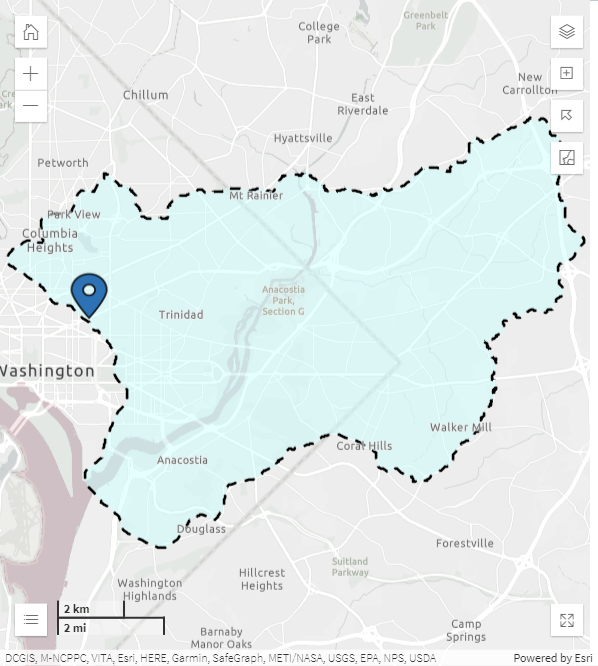 College
Park
Greenbelt
Park
New
Carrollton
Chillum
East
Riverdale
Hyattsville
Petworth
Mt Rainier
Park View
Columbia
Heights
Anacostia
Park,
Section G
Trinidad
Washington
Walker Mill
Coral Hills
Anacostia
Douglass
Forestville
Suitland
Parkway
Hillcrest
Heights
Washington
Highlands
2 km
2 mi
Camp
Springs
Barnaby
Manor Oaks
DCGIS, M-NCPPC, VITA, Esri, HERE, Garmin, SafeGraph, METI/NASA, USGS, EPA, NPS, USDA
Powered by Esri